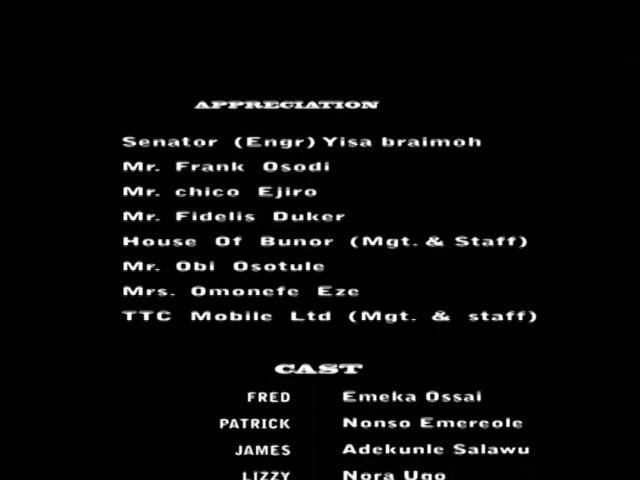 APPRECIATION
Senator (Engr) Yisa braimoh
Mr. Frank Osodi
Mr. chico Ejiro
Mr. Fidelis Duker
House Of Bunor (Mgt. & Staff)
Mr. Obi Osotule
Mrs. Omonefe Eze
TTC Mobile Ltd (Mgt. & staff)
CAST
FRED Emeka Ossai
PATRICK Nonso Emereole
JAMES Adekunle Salawu
LIZZY Nora Ugo